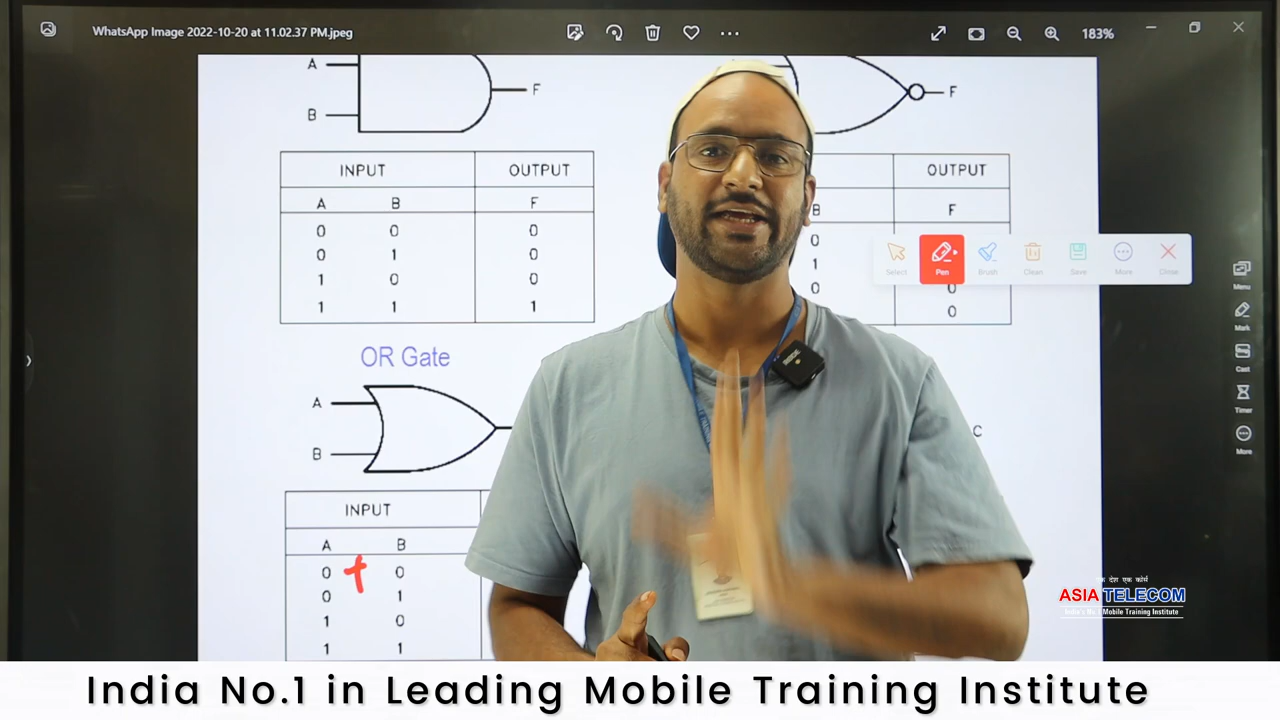 WhatsApp Image 2022-10-20 at 11.02.37 PM.jpeg
183%
A
B
F
F
INPUT OUTPUT
A B F
0 0 0
0 1 0
1 0 0
1 1 1
OUTPUT
B F
0
1
0 0
0
Select Pen Brush Clean Save More Close
Menu
Mark
Cast
Timer
More
OR Gate
A
B
C
INPUT
A B
0 + 0
0 1
1 0
1 1
एक देश एक कोर्स
ASIA TELECOM
India's No.1 Mobile Training Institute
India No.1 in Leading Mobile Training Institute